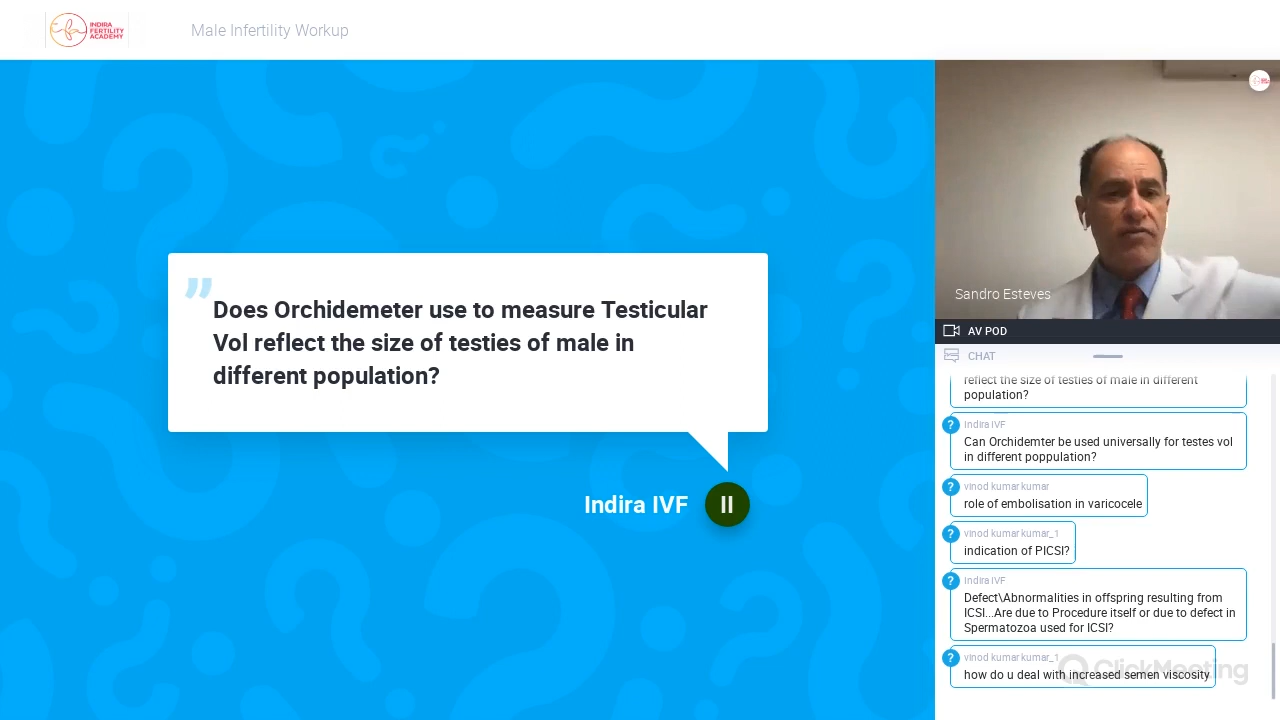 INDIRA
FERTILITY
ACADEMY
Male Infertility Workup
Does Orchidemeter use to measure Testicular
Vol reflect the size of testies of male in
different population?
Indira IVF
II
Sandro Esteves
AV POD
CHAT
reflect the size of testies of male in different
population?
Indira IVF
Can Orchidemter be used universally for testes vol
in different poppulation?
vinod kumar kumar
role of embolisation in varicocele
vinod kumar kumar_1
indication of PICSI?
Indira IVF
Defect\Abnormalities in offspring resulting from
ICSI...Are due to Procedure itself or due to defect in
Spermatozoa used for ICSI?
vinod kumar kumar_1
how do u deal with increased semen viscosity
ClickMeeting